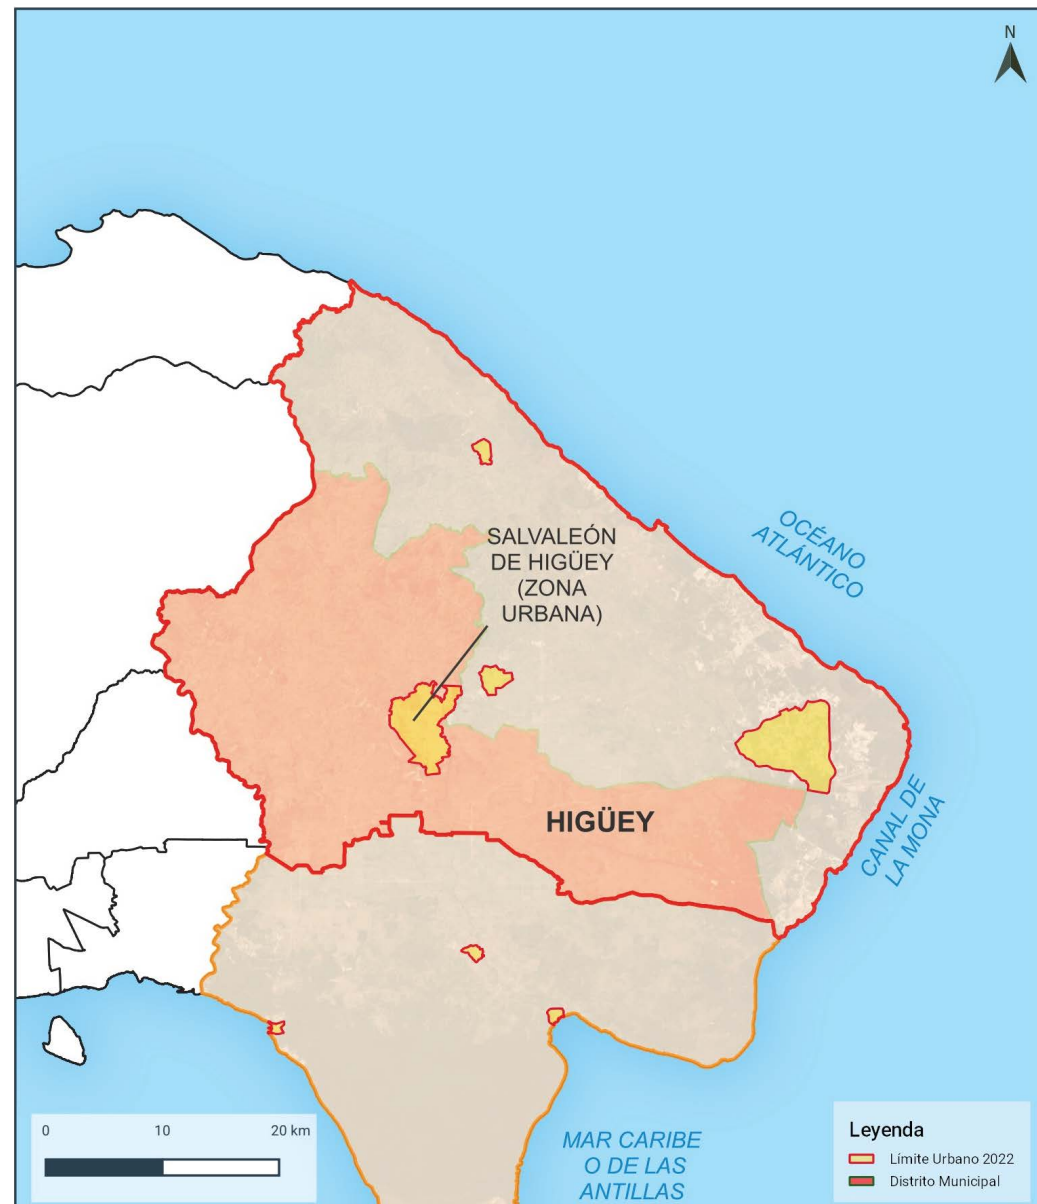 N
OCÉANO
ATLÁNTICO
SALVALEÓN
DE HIGÜEY
(ZONA
URBANA)
HIGÜEY
CANAL DE
LA MONA
0 10 20 km
MAR CARIBE
O DE LAS
ANTILLAS
Leyenda
Límite Urbano 2022
Distrito Municipal